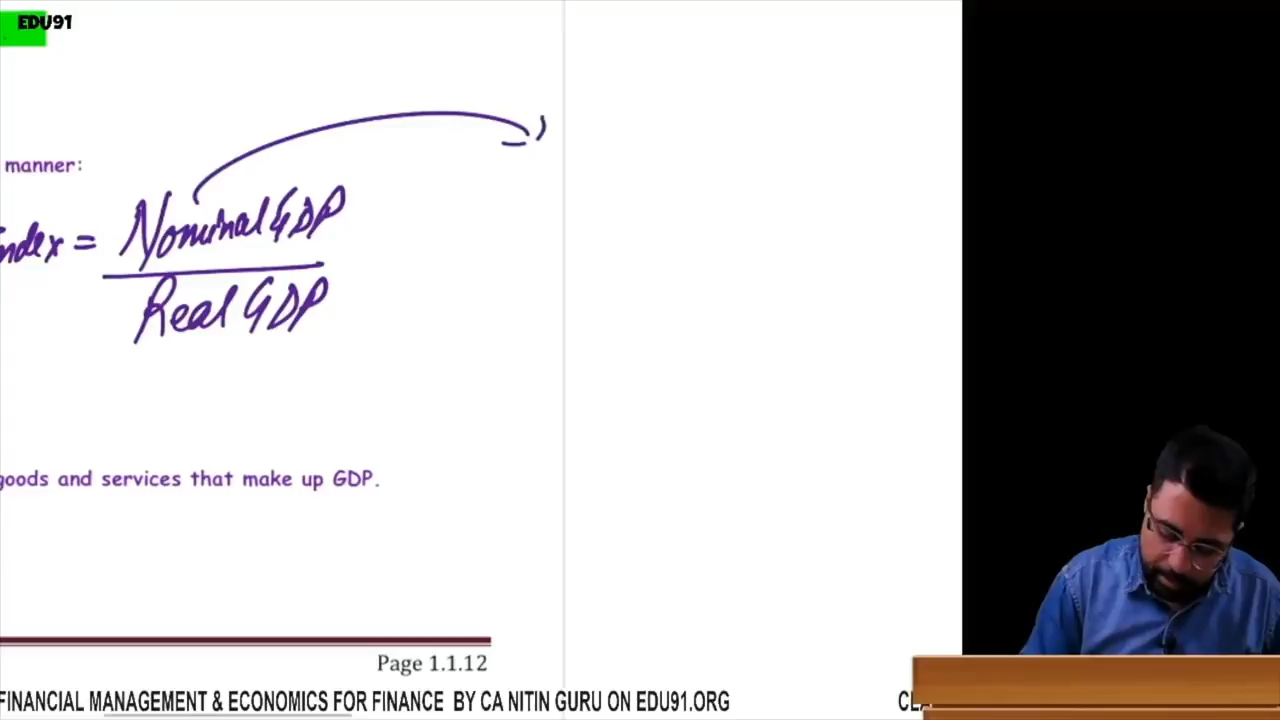 EDU91
manner:
ndex = Nominal GDP
Real GDP
goods and services that make up GDP.
Page 1.1.12
FINANCIAL MANAGEMENT & ECONOMICS FOR FINANCE BY CA NITIN GURU ON EDU91.ORG
CLA